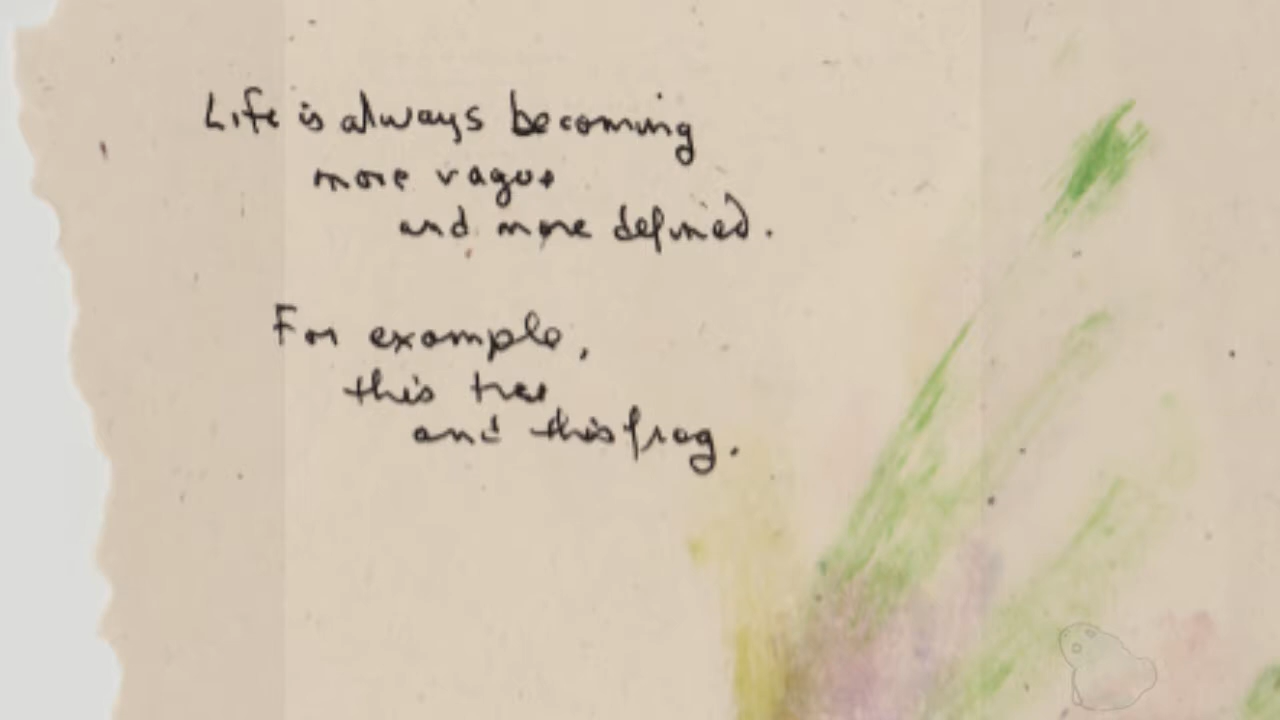 Life is always becoming
more vague
and more defined.
For example,
this tree
and this frog.